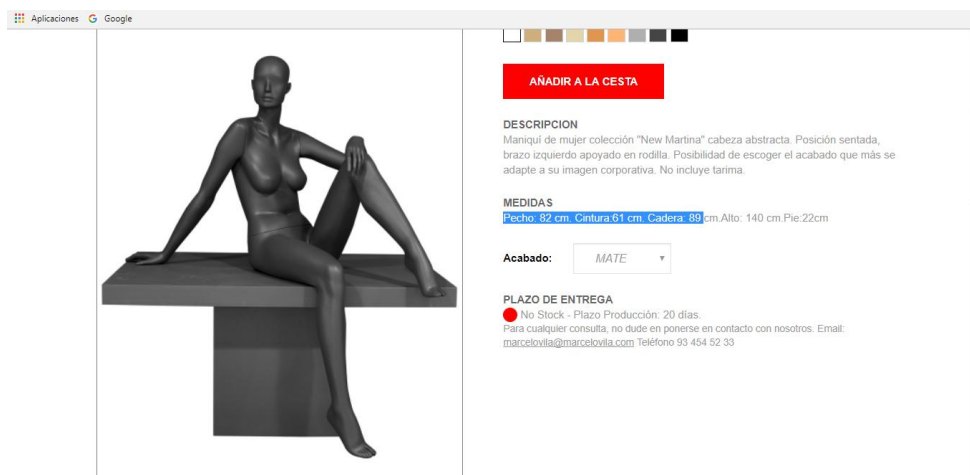 Aplicaciones Google
AÑADIR A LA CESTA
DESCRIPCION
Maniquí de mujer colección "New Martina" cabeza abstracta. Posición sentada,
brazo izquierdo apoyado en rodilla. Posibilidad de escoger el acabado que más se
adapte a su imagen corporativa. No incluye tarima.
MEDIDAS
Pecho: 82 cm. Cintura:61 cm. Cadera: 89 cm.Alto: 140 cm.Pie:22cm
Acabado: MATE
PLAZO DE ENTREGA
No Stock - Plazo Producción: 20 días.
Para cualquier consulta, no dude en ponerse en contacto con nosotros. Email:
marcelovila@marcelovila.com Teléfono 93 454 52 33